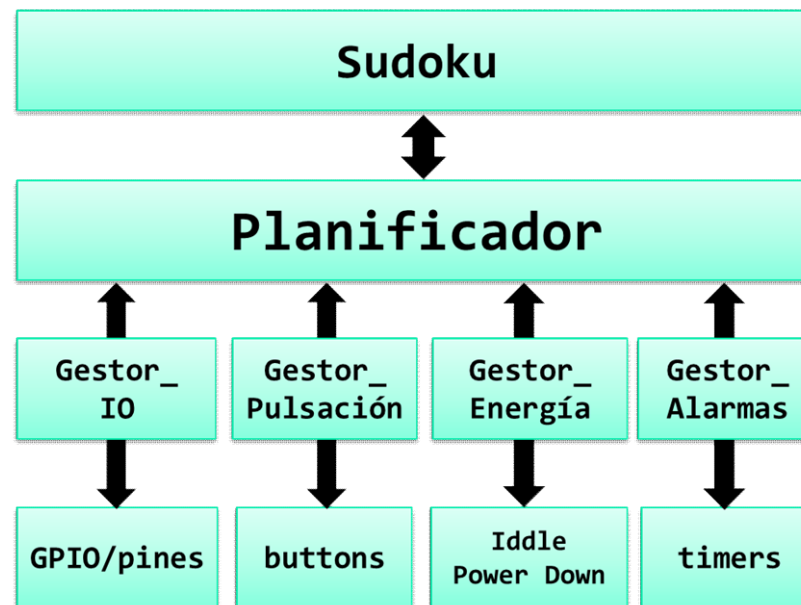 Sudoku
Planificador
Gestor_
IO
Gestor_
Pulsación
Gestor_
Energía
Gestor_
Alarmas
GPIO/pines
buttons
Iddle
Power Down
timers